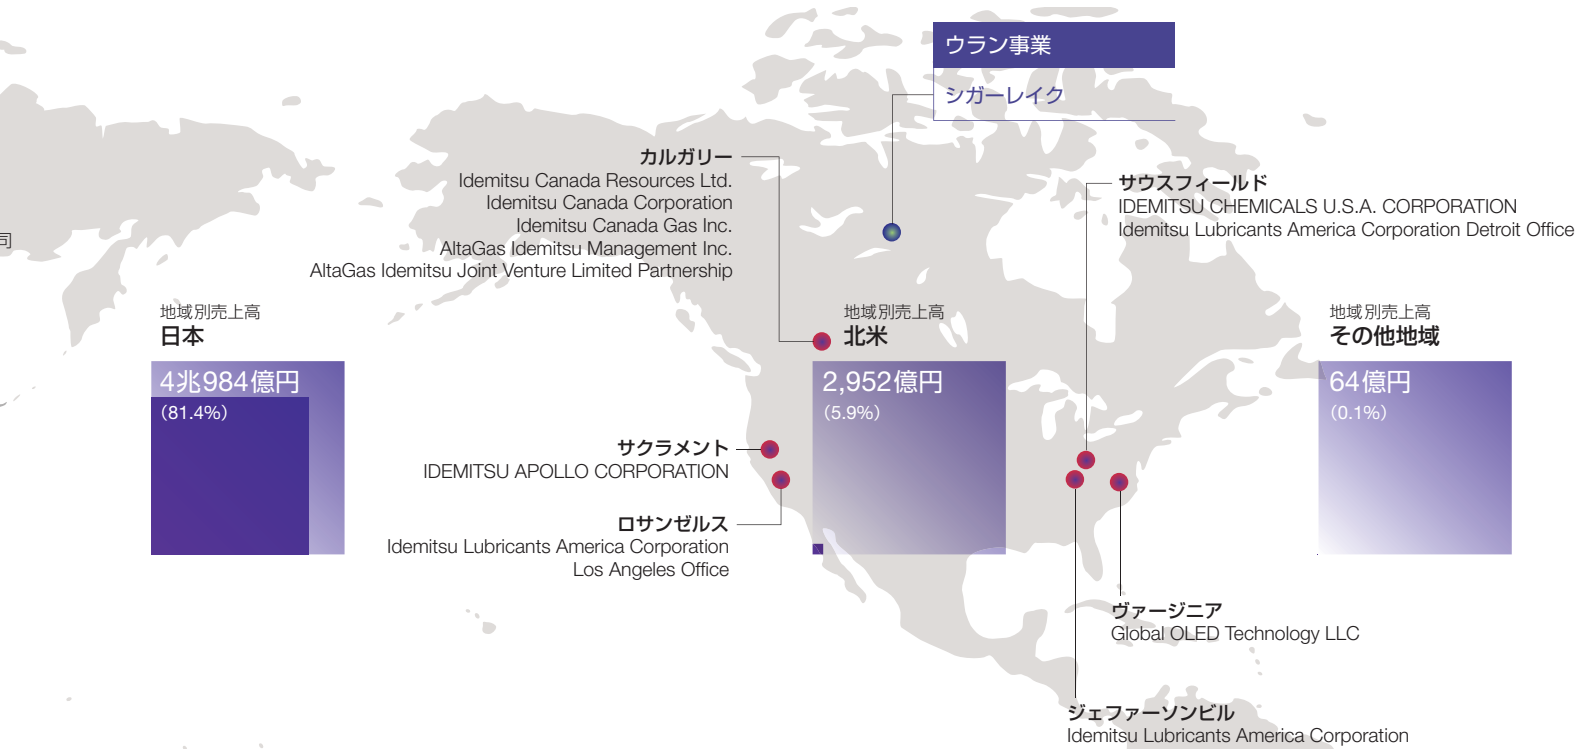 ウラン事業
シガーレイク
カルガリー
Idemitsu Canada Resources Ltd.
Idemitsu Canada Corporation
Idemitsu Canada Gas Inc.
AltaGas Idemitsu Management Inc.
AltaGas Idemitsu Joint Venture Limited Partnership
サウスフィールド
IDEMITSU CHEMICALS U.S.A. CORPORATION
Idemitsu Lubricants America Corporation Detroit Office
司
地域別売上高
日本
4兆984億円
(81.4%)
地域別売上高
北米
2,952億円
(5.9%)
地域別売上高
その他地域
64億円
(0.1%)
サクラメント
IDEMITSU APOLLO CORPORATION
ロサンゼルス
Idemitsu Lubricants America Corporation
Los Angeles Office
ヴァージニア
Global OLED Technology LLC
ジェファーソンビル
Idemitsu Lubricants America Corporation